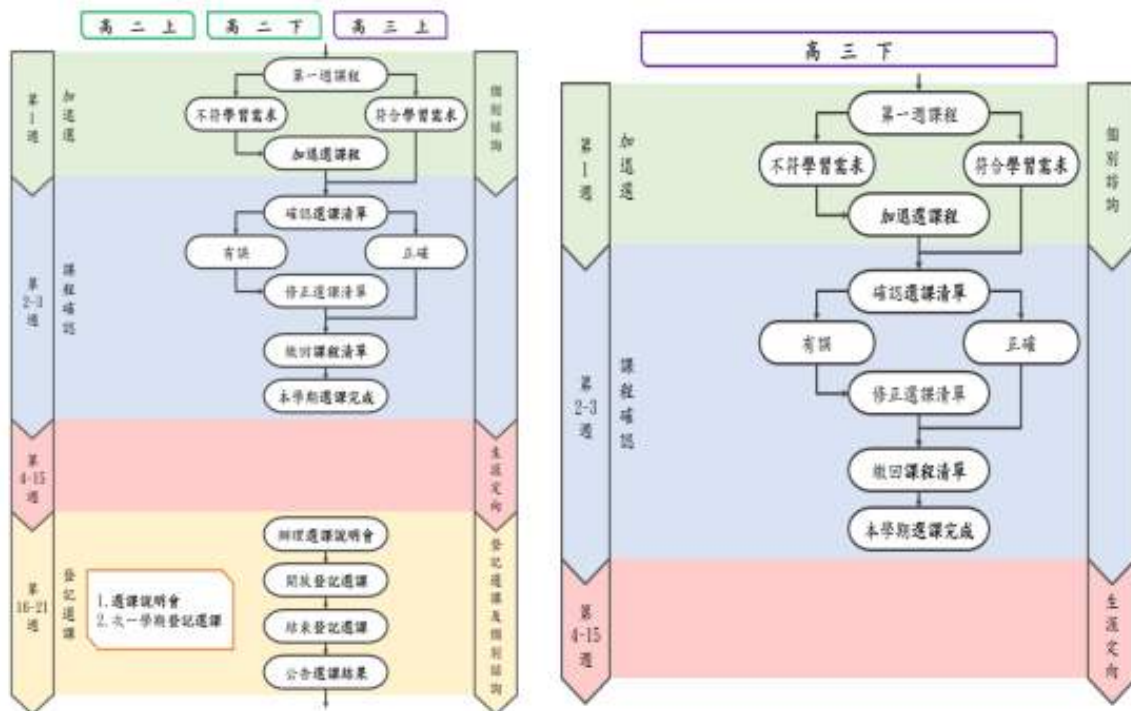 高二上
高二下
高三上
第1週
加退選
第一週課程
不符學習需求
符合學習需求
加退選課程
個別諮詢
第2-3週
課程確認
確認選課清單
有誤
正確
修正選課清單
繳回課程清單
本學期選課完成
第4-15週
生涯定向
第16-21週
登記選課
1.選課說明會
2.次一學期登記選課
辦理選課說明會
開放登記選課
結束登記選課
公告選課結果
登記選課及個別諮詢
高三下
第1週
加退選
第一週課程
不符學習需求
符合學習需求
加退選課程
個別諮詢
第2-3週
課程確認
確認選課清單
有誤
正確
修正選課清單
繳回課程清單
本學期選課完成
第4-15週
生涯定向